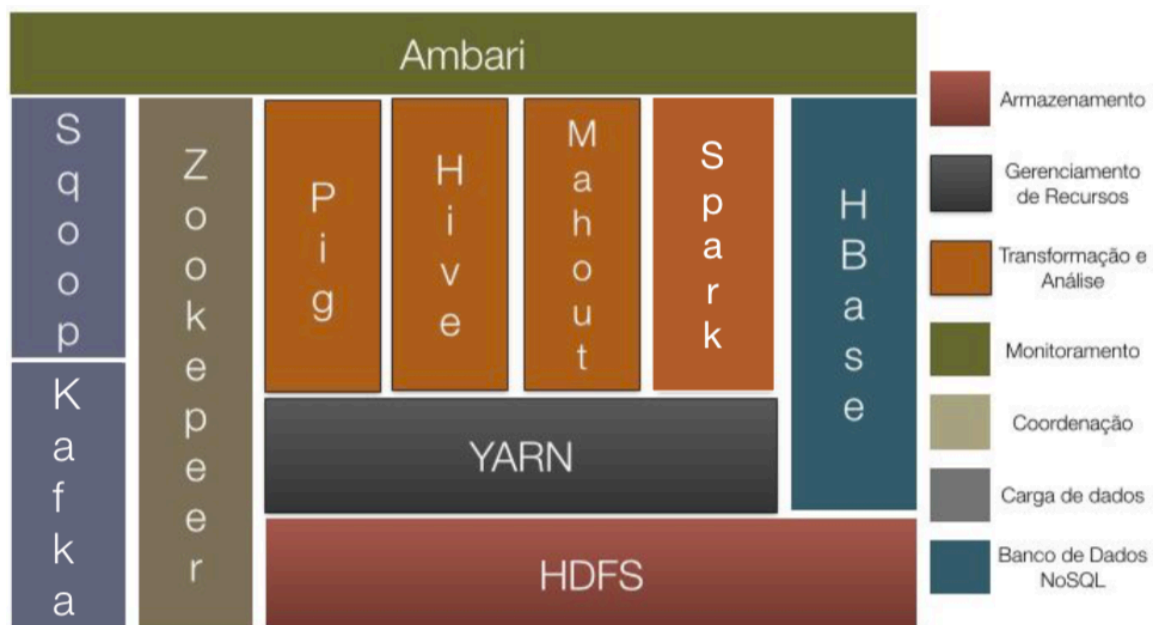 Ambari
Sqoop
Kafka
Zookepeer
Pig
Hive
Mahout
Spark
HBase
YARN
HDFS
Armazenamento
Gerenciamento
de Recursos
Transformação e
Análise
Monitoramento
Coordenação
Carga de dados
Banco de Dados
NoSQL